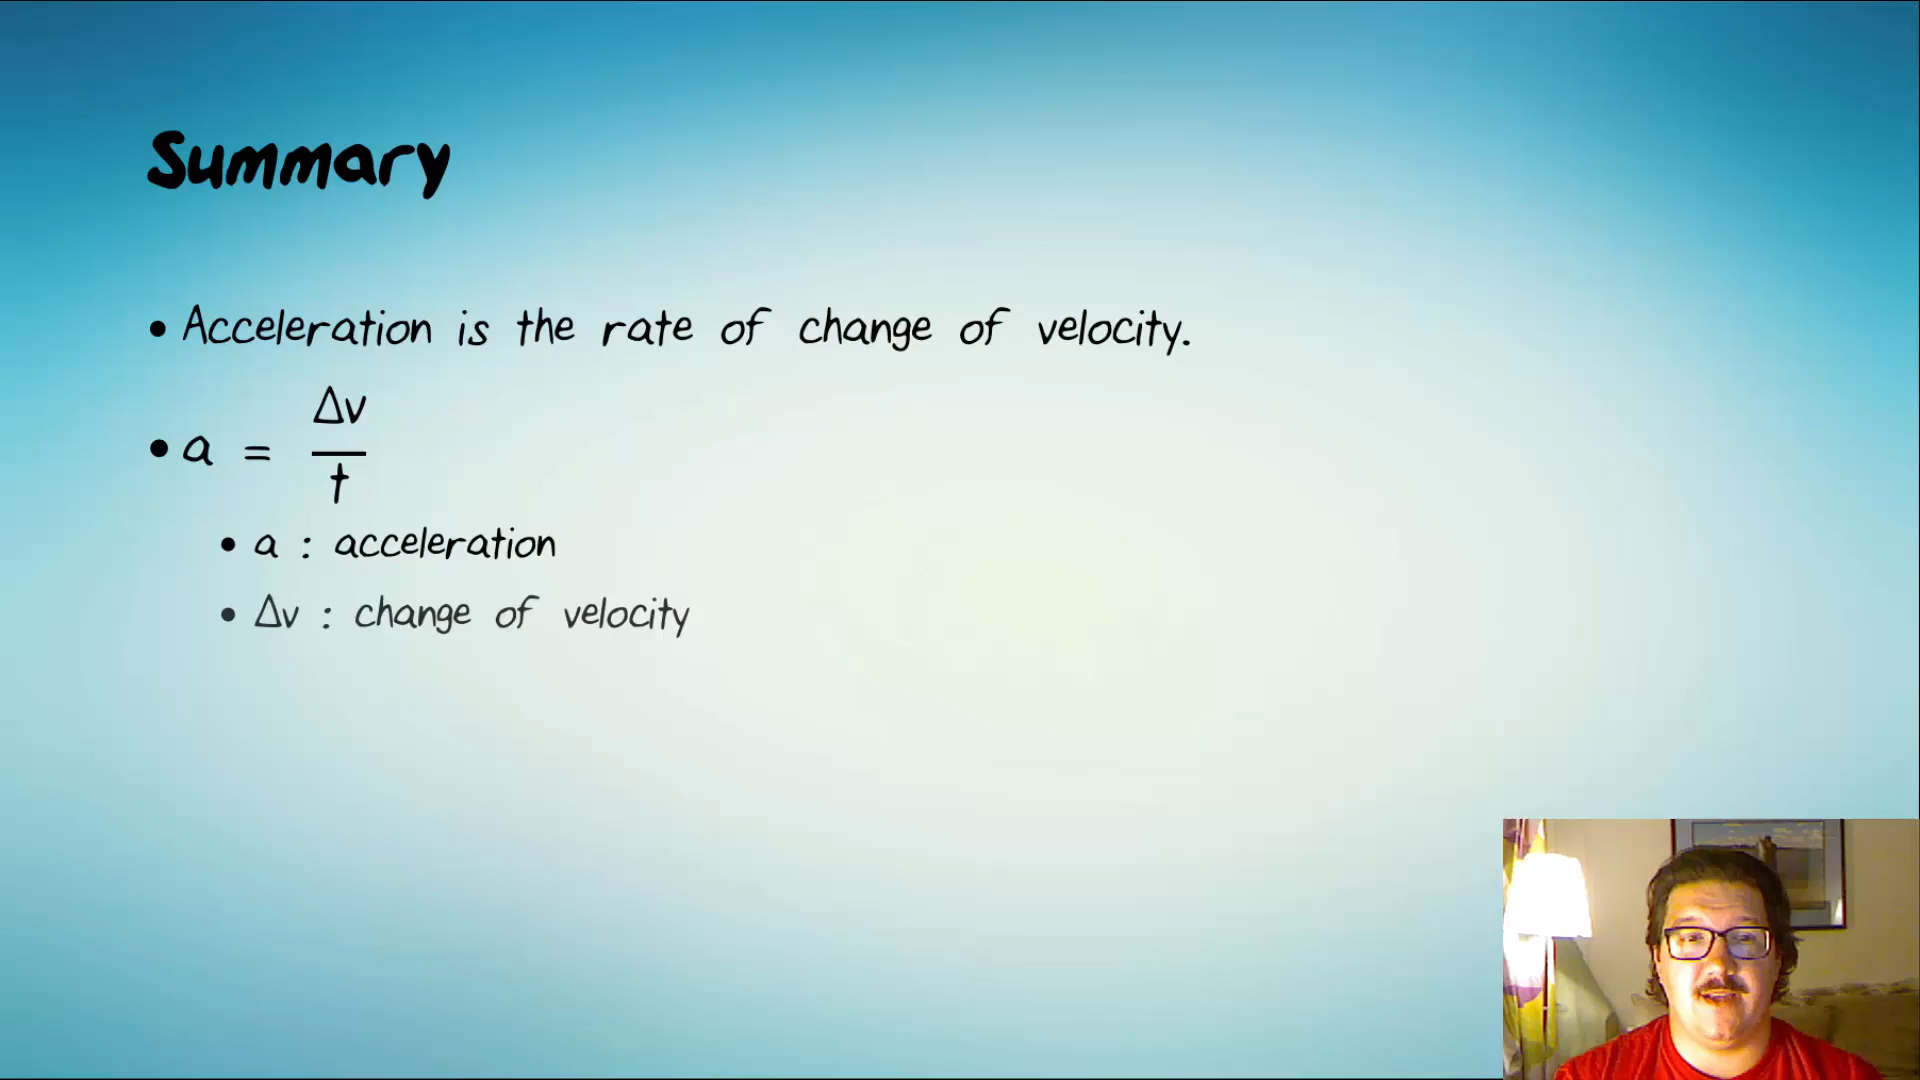 Summary
• Acceleration is the rate of change of velocity.
• a = Δv/t
• a : acceleration
• Δv : change of velocity